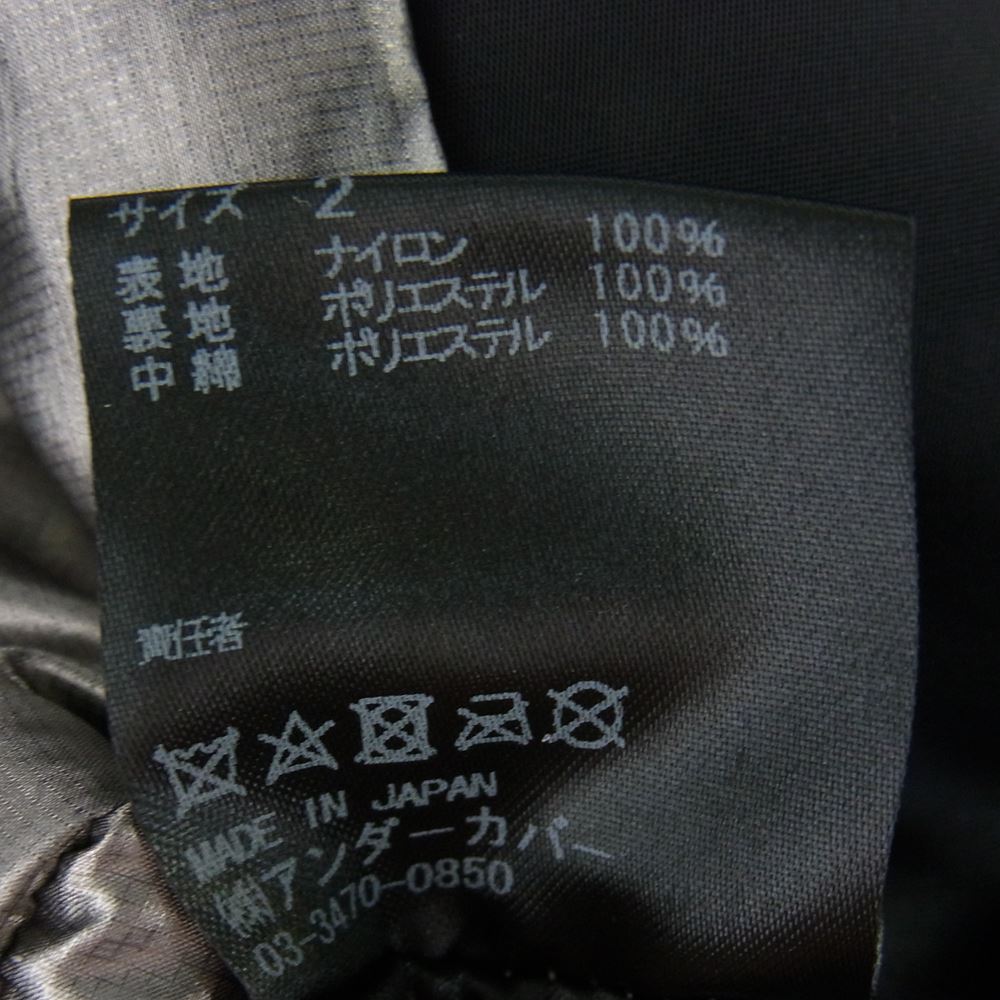 サイズ 2
表 地 ナイロン 100%
裏 地 ポリエステル 100%
中 綿 ポリエステル 100%
責任者
MADE IN JAPAN
㈱アンダーカバー
03-3470-0850